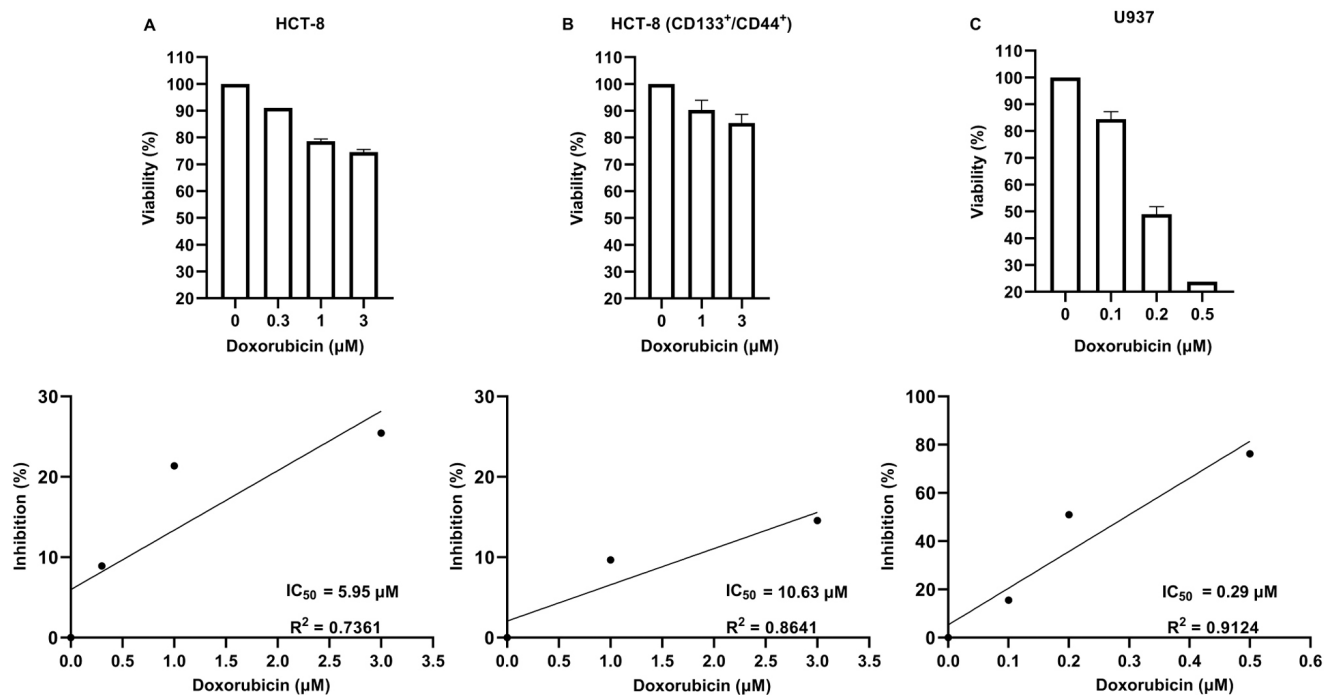 A
HCT-8
110
100
90
80
70
60
50
40
30
20
Viability (%)
0 0.3 1 3
Doxorubicin (µM)
B
HCT-8 (CD133+/CD44+)
110
100
90
80
70
60
50
40
30
20
Viability (%)
0 1 3
Doxorubicin (µM)
C
U937
110
100
90
80
70
60
50
40
30
20
Viability (%)
0 0.1 0.2 0.5
Doxorubicin (µM)
30
20
10
0
Inhibition (%)
IC50 = 5.95 µM
R2 = 0.7361
0.0 0.5 1.0 1.5 2.0 2.5 3.0 3.5
Doxorubicin (µM)
30
20
10
0
Inhibition (%)
IC50 = 10.63 µM
R2 = 0.8641
0.0 0.5 1.0 1.5 2.0 2.5 3.0 3.5
Doxorubicin (µM)
100
80
60
40
20
0
Inhibition (%)
IC50 = 0.29 µM
R2 = 0.9124
0.0 0.1 0.2 0.3 0.4 0.5 0.6
Doxorubicin (µM)